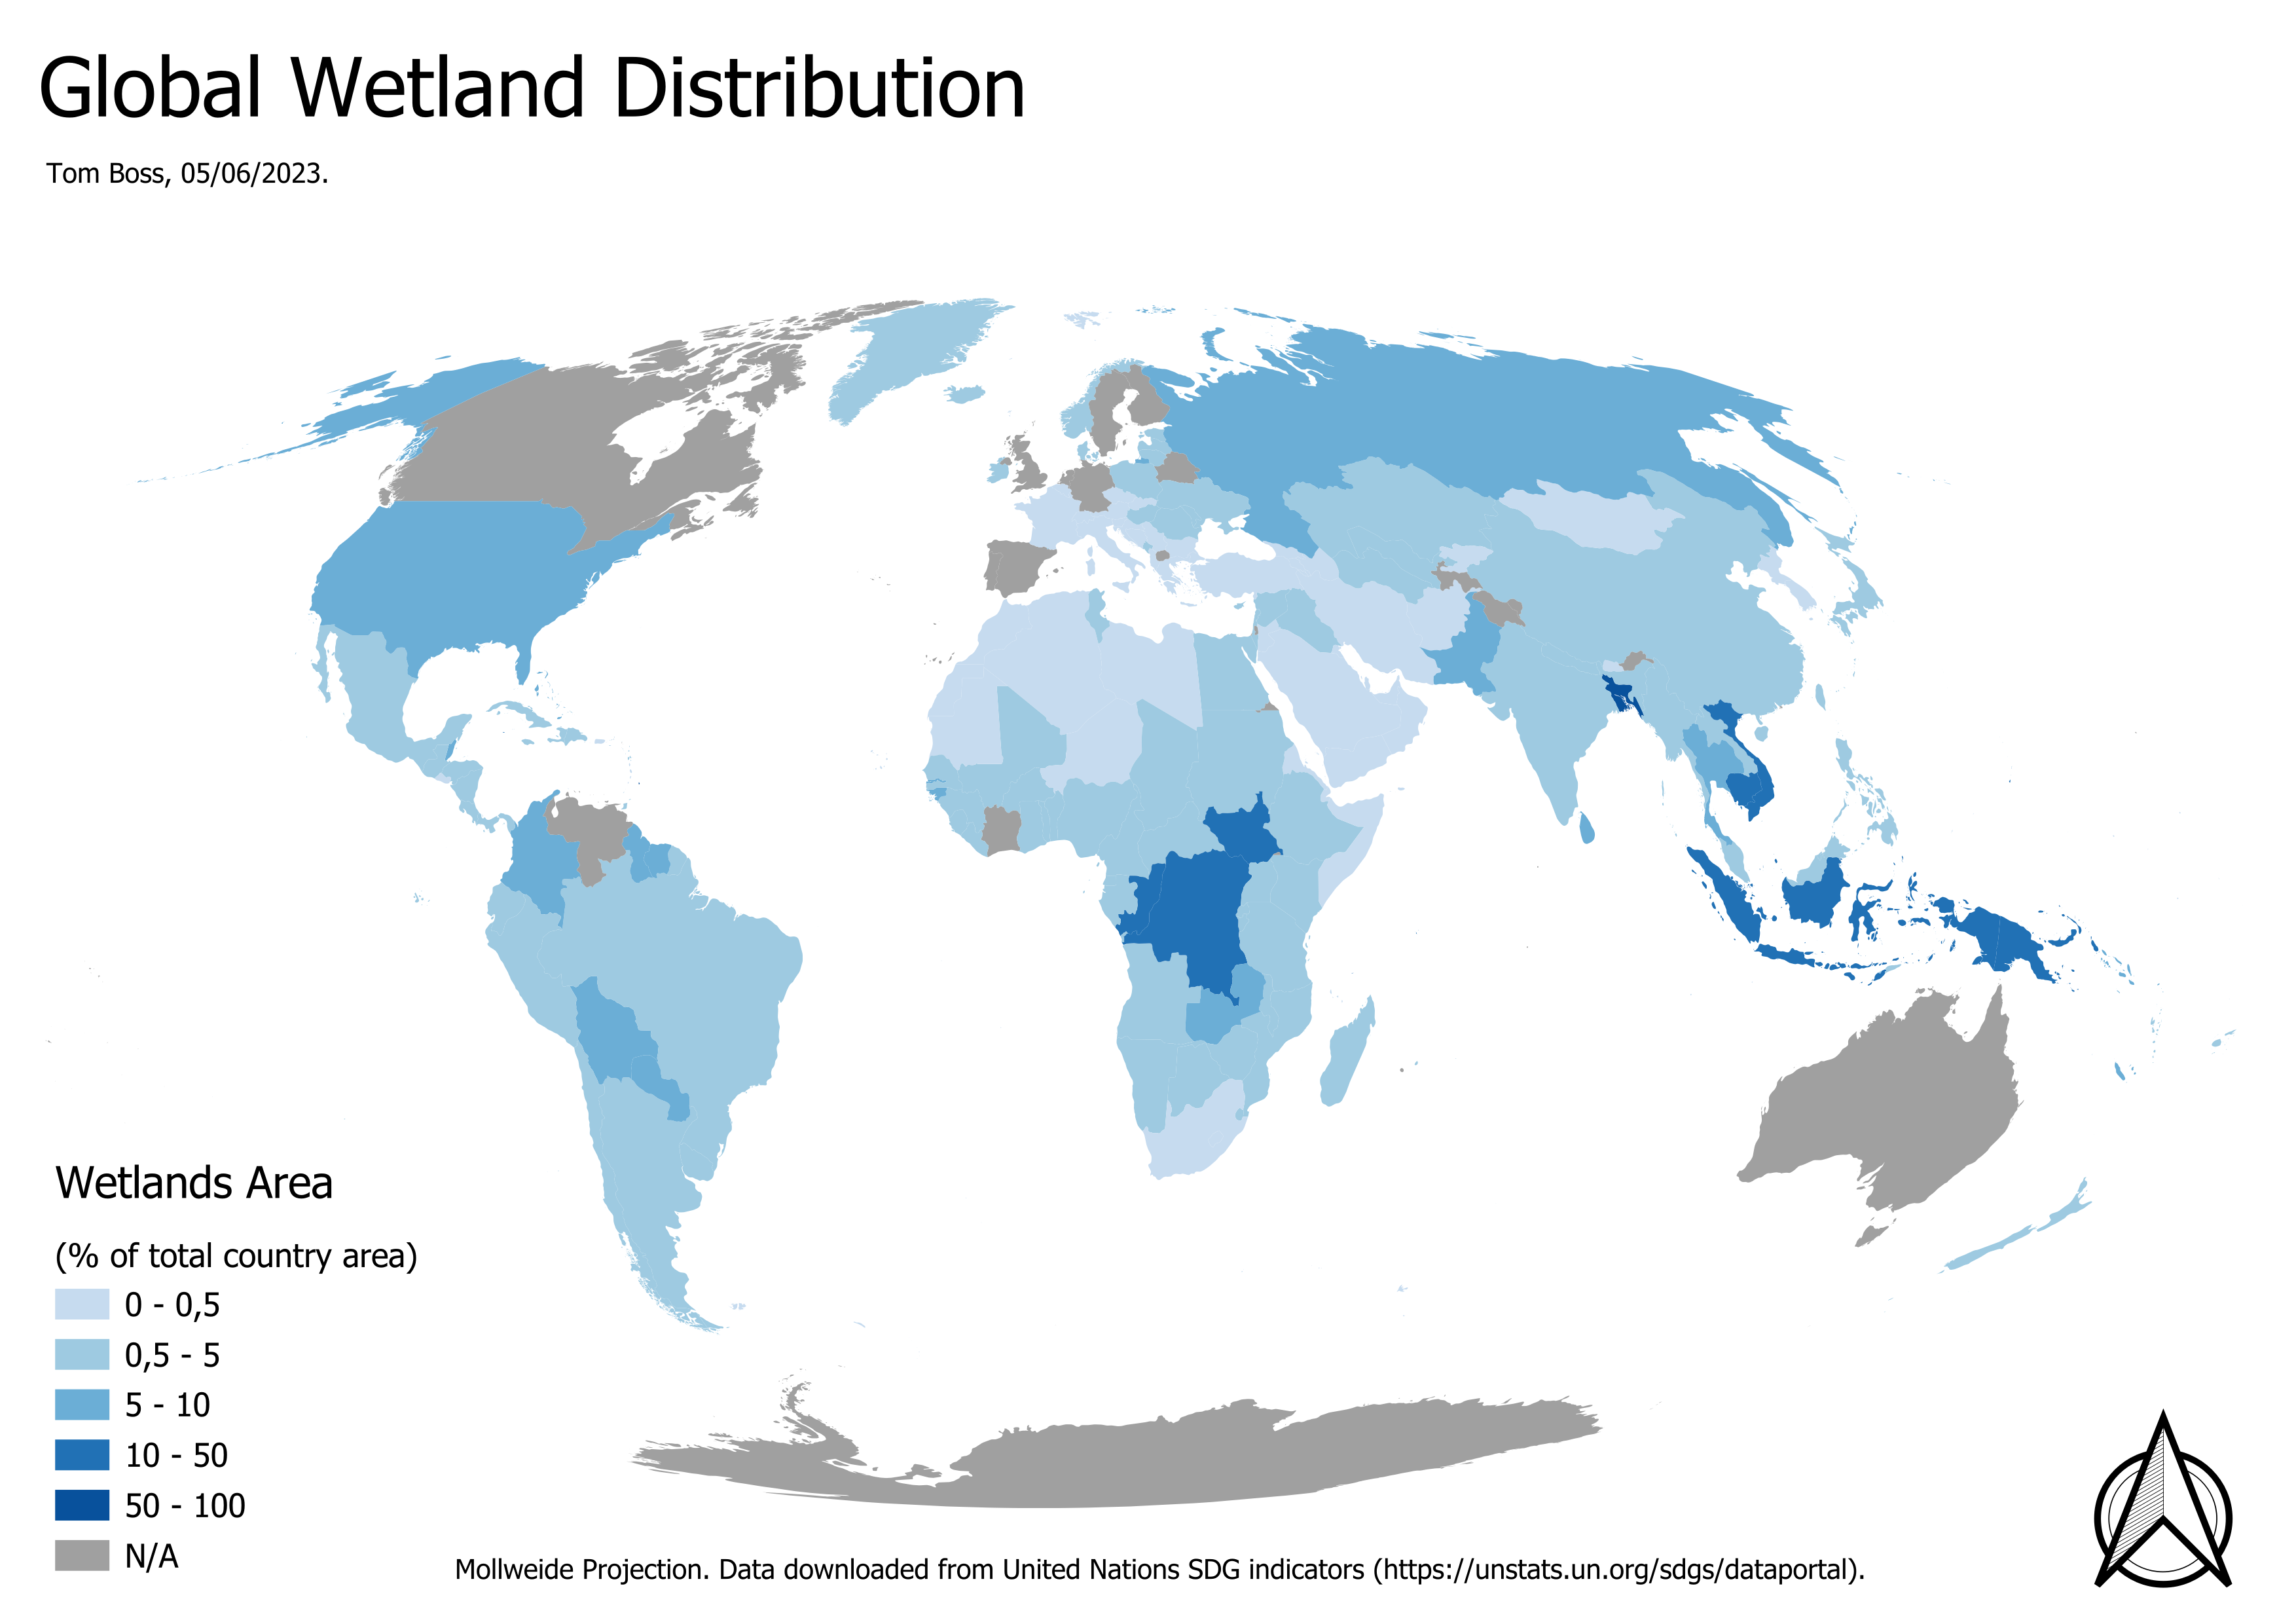 Global Wetland Distribution
Tom Boss, 05/06/2023.
Wetlands Area
(% of total country area)
0 - 0,5
0,5 - 5
5 - 10
10 - 50
50 - 100
N/A
Mollweide Projection. Data downloaded from United Nations SDG indicators (https://unstats.un.org/sdgs/dataportal).